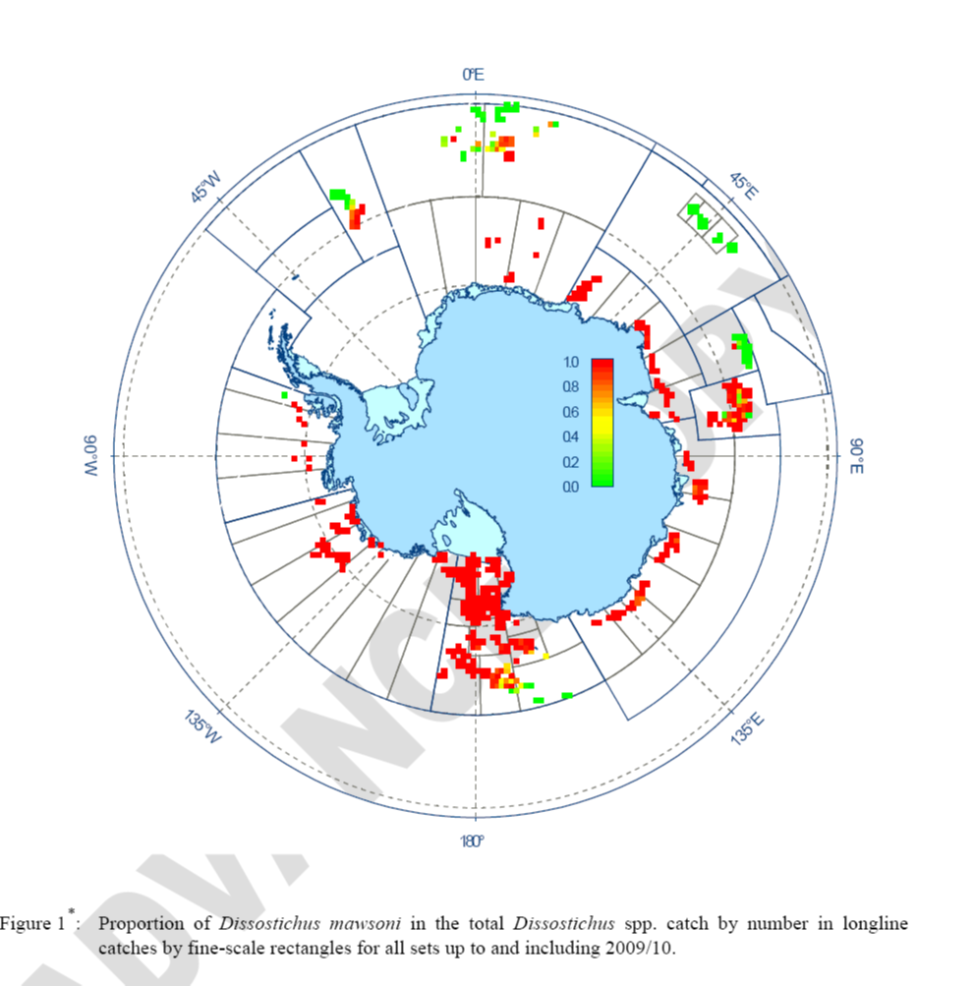 0°E
45°W
45°E
1.0
0.8
0.6
0.4
0.2
0.0
90°W
90°E
135°W
135°E
180°
ADVANCE COPY
Figure 1*: Proportion of Dissostichus mawsoni in the total Dissostichus spp. catch by number in longline
catches by fine-scale rectangles for all sets up to and including 2009/10.